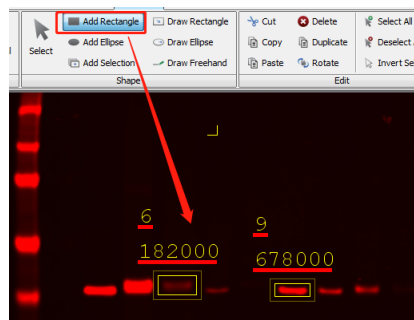 Add Rectangle Draw Rectangle Cut Delete Select All
Select Add Ellipse Draw Ellipse Copy Duplicate Deselect
Add Selection Draw Freehand Paste Rotate Invert Se
Shape Edit
6 9
182000 678000